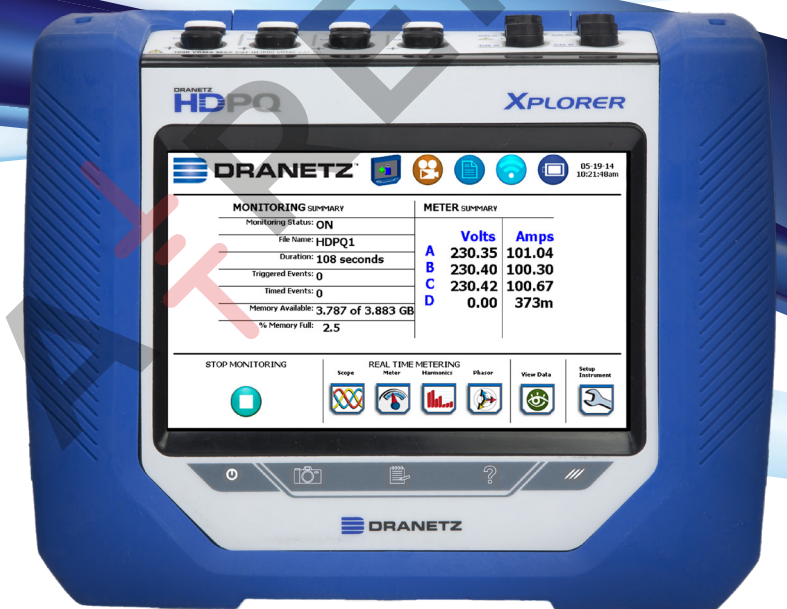 DRANETZ
HDPQ
XPLORER
DRANETZ
05-19-14
10:21:48am
MONITORING SUMMARY
METER SUMMARY
Monitoring Status: ON
File Name: HDPQ1
Duration: 108 seconds
Triggered Events: 0
Timed Events: 0
Memory Available: 3.787 of 3.883 GB
% Memory Full: 2.5
Volts Amps
A 230.35 101.04
B 230.40 100.30
C 230.42 100.67
D 0.00 373m
STOP MONITORING
REAL TIME METERING
Scope Meter Harmonics Phasor
View Data
Setup
Instrument
DRANETZ